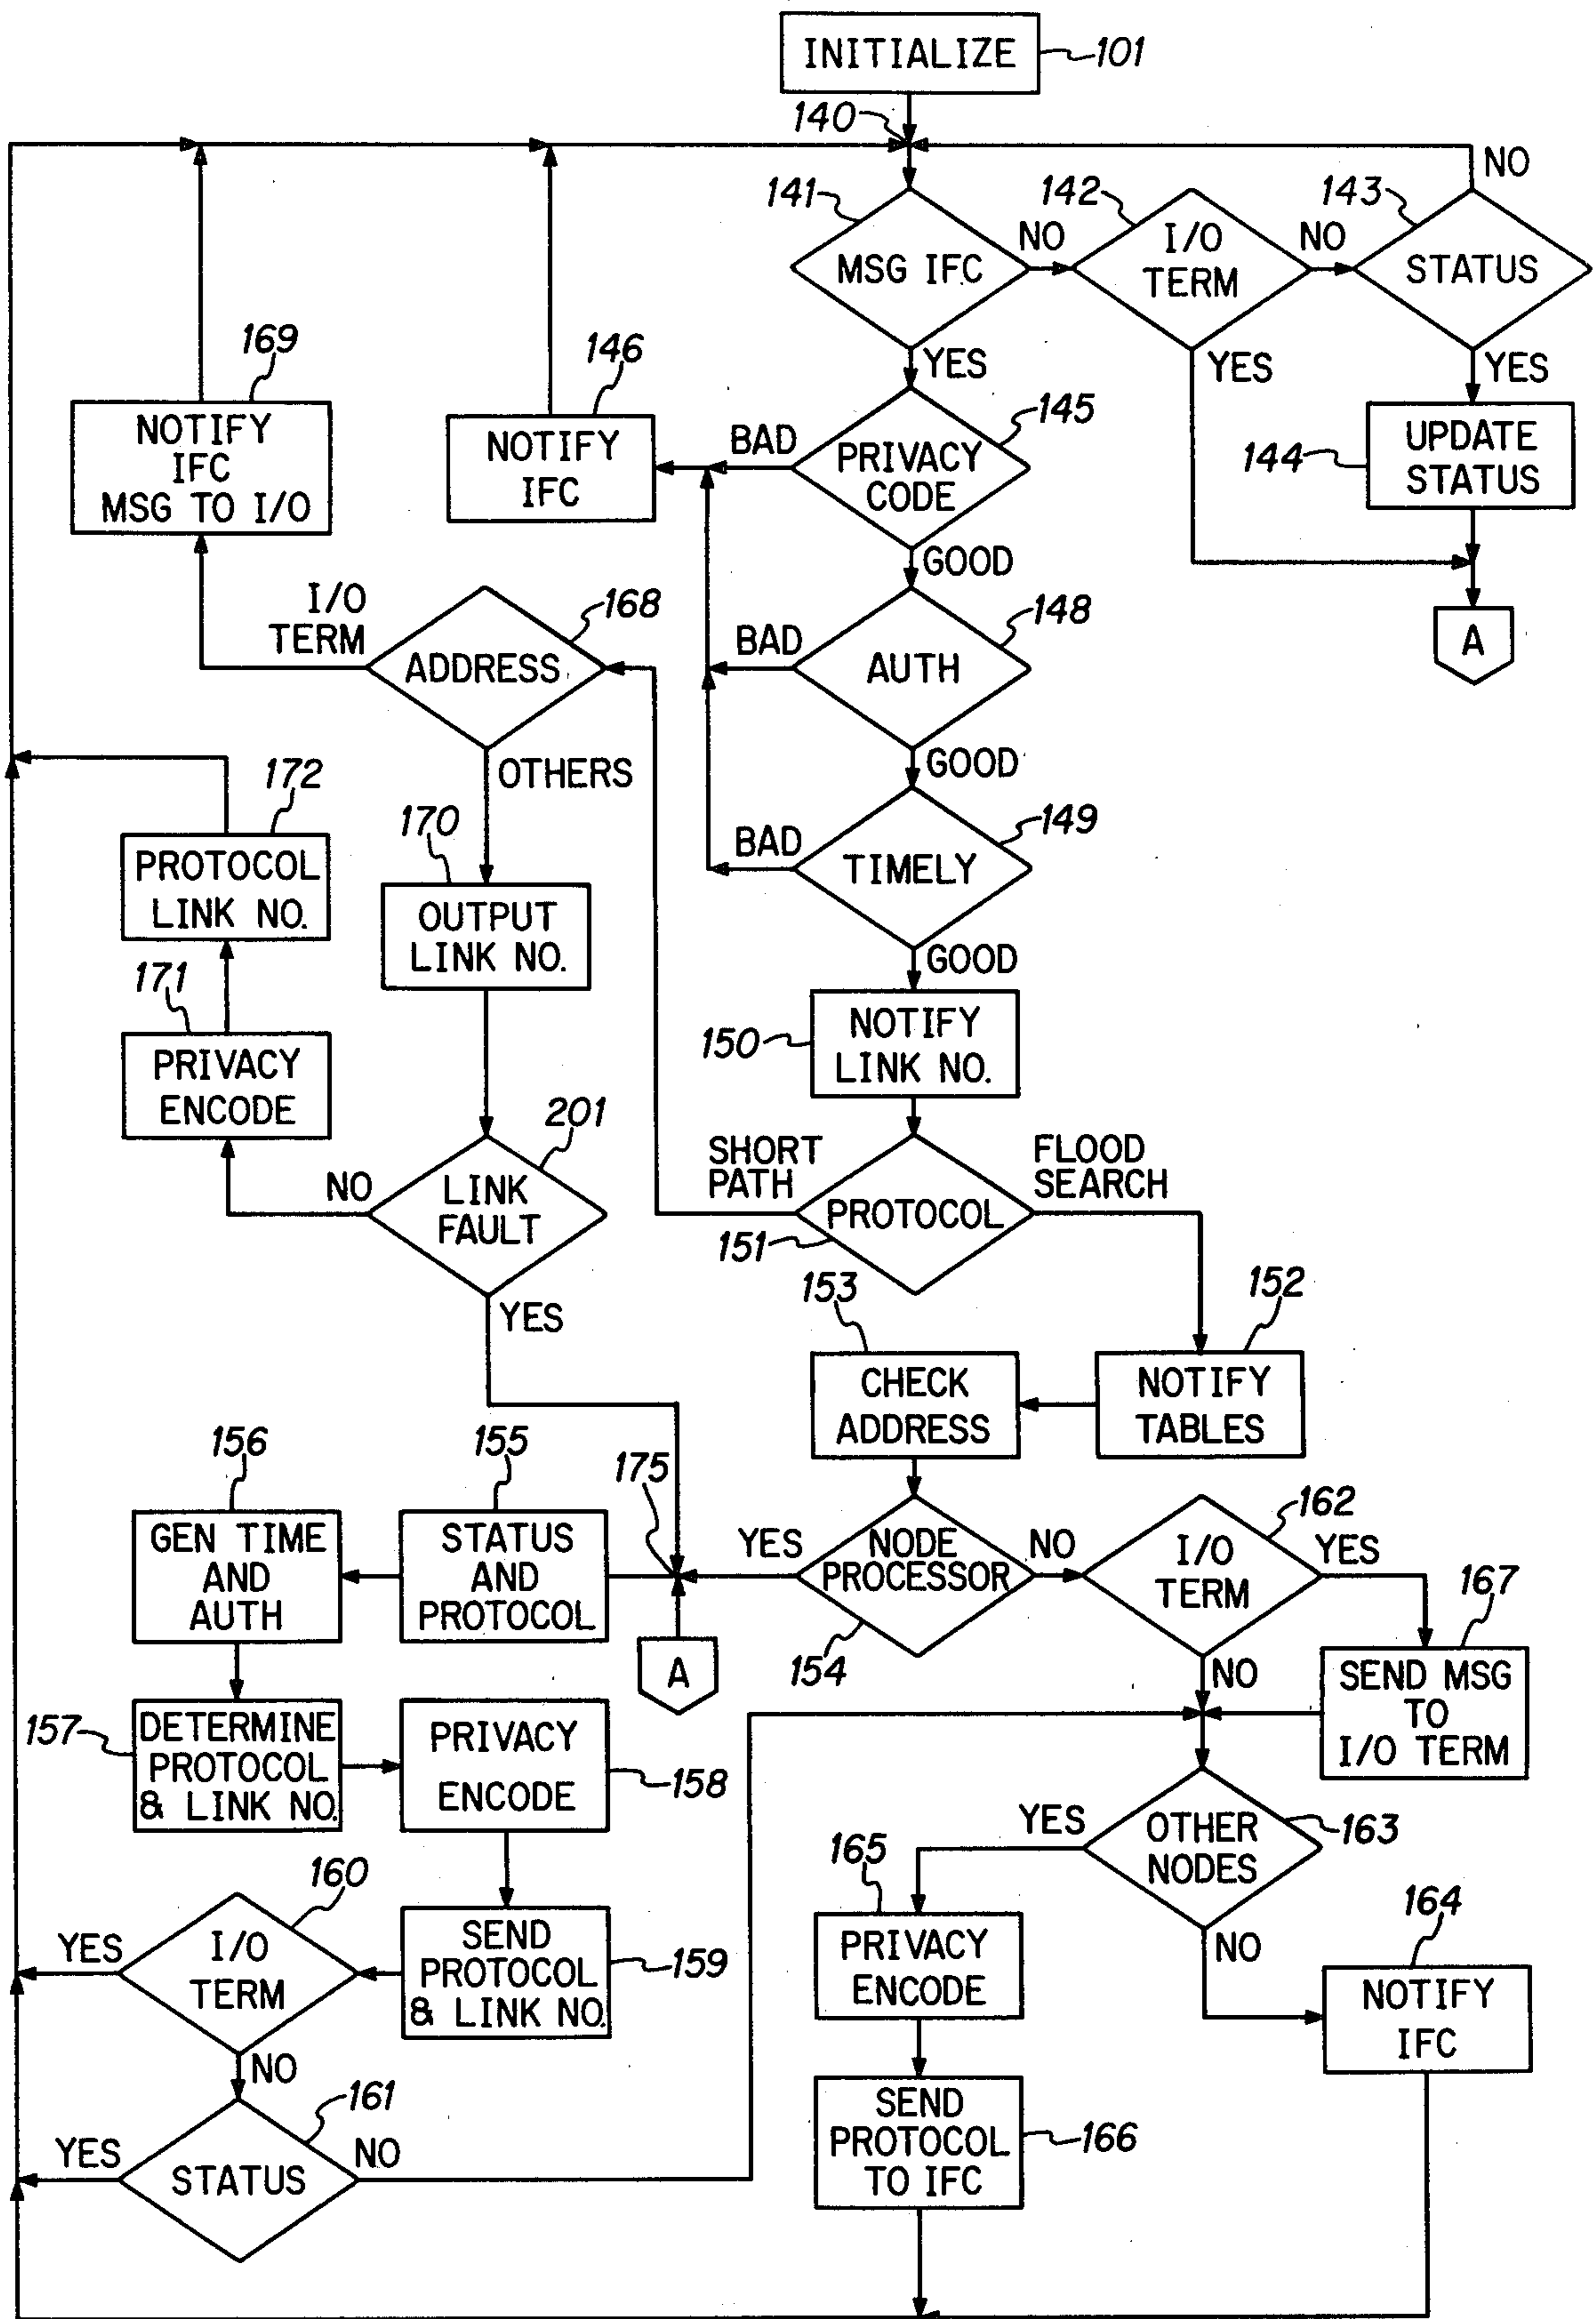 INITIALIZE
101
140
NO
141
142
143
MSG IFC
NO
I/O
TERM
NO
STATUS
169
146
YES
YES
YES
NOTIFY
IFC
MSG TO I/O
NOTIFY
IFC
BAD
PRIVACY
CODE
145
144
UPDATE
STATUS
GOOD
I/O
TERM
168
ADDRESS
BAD
AUTH
148
A
OTHERS
GOOD
172
170
BAD
TIMELY
149
PROTOCOL
LINK NO.
OUTPUT
LINK NO.
GOOD
171
150
NOTIFY
LINK NO.
PRIVACY
ENCODE
201
NO
LINK
FAULT
SHORT
PATH
PROTOCOL
FLOOD
SEARCH
151
YES
153
152
CHECK
ADDRESS
NOTIFY
TABLES
156
155
175
GEN TIME
AND
AUTH
STATUS
AND
PROTOCOL
YES
NODE
PROCESSOR
NO
I/O
TERM
162
YES
A
154
NO
167
SEND MSG
TO
I/O TERM
157
DETERMINE
PROTOCOL
& LINK NO.
PRIVACY
ENCODE
158
YES
OTHER
NODES
163
160
165
164
YES
I/O
TERM
SEND
PROTOCOL
& LINK NO.
159
PRIVACY
ENCODE
NO
NOTIFY
IFC
NO
161
YES
STATUS
NO
SEND
PROTOCOL
TO IFC
166